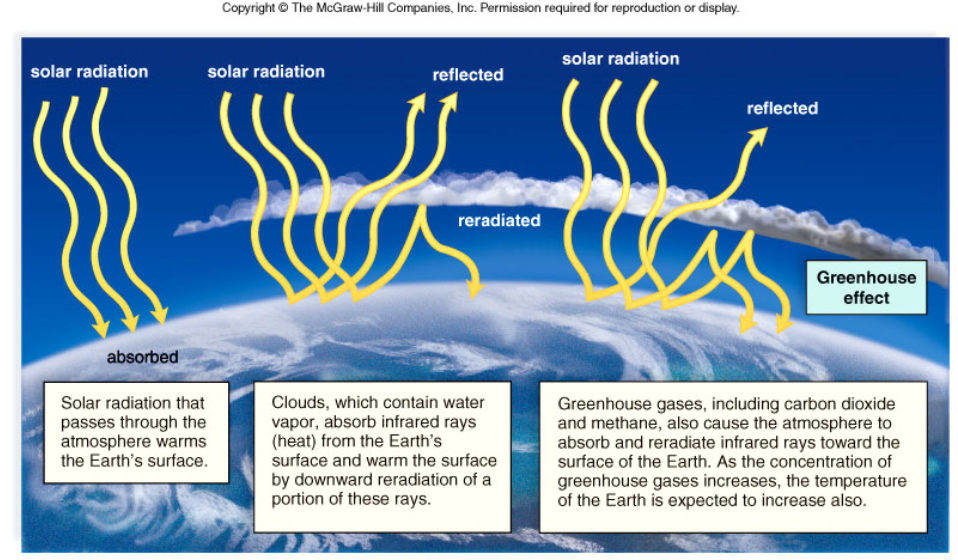 Copyright © The McGraw-Hill Companies, Inc. Permission required for reproduction or display.
solar radiation
solar radiation
reflected
solar radiation
reflected
reradiated
Greenhouse
effect
absorbed
Solar radiation that
passes through the
atmosphere warms
the Earth's surface.
Clouds, which contain water
vapor, absorb infrared rays
(heat) from the Earth's
surface and warm the surface
by downward reradiation of a
portion of these rays.
Greenhouse gases, including carbon dioxide
and methane, also cause the atmosphere to
absorb and reradiate infrared rays toward the
surface of the Earth. As the concentration of
greenhouse gases increases, the temperature
of the Earth is expected to increase also.